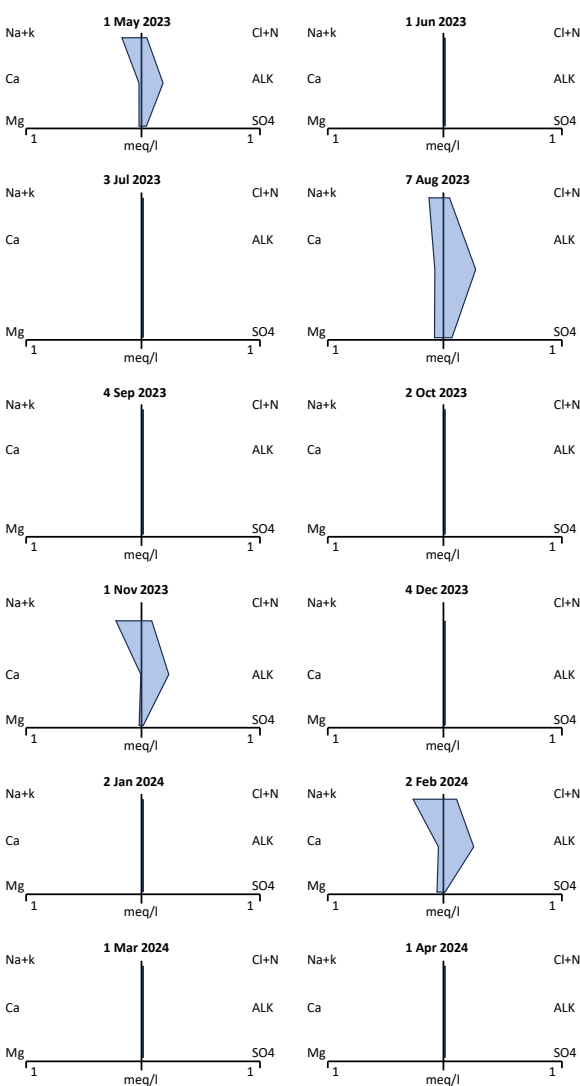 1 May 2023
Na+k Cl+N
Ca ALK
Mg SO4
1 1
meq/l
1 Jun 2023
Na+k Cl+N
Ca ALK
Mg SO4
1 1
meq/l
3 Jul 2023
Na+k Cl+N
Ca ALK
Mg SO4
1 1
meq/l
7 Aug 2023
Na+k Cl+N
Ca ALK
Mg SO4
1 1
meq/l
4 Sep 2023
Na+k Cl+N
Ca ALK
Mg SO4
1 1
meq/l
2 Oct 2023
Na+k Cl+N
Ca ALK
Mg SO4
1 1
meq/l
1 Nov 2023
Na+k Cl+N
Ca ALK
Mg SO4
1 1
meq/l
4 Dec 2023
Na+k Cl+N
Ca ALK
Mg SO4
1 1
meq/l
2 Jan 2024
Na+k Cl+N
Ca ALK
Mg SO4
1 1
meq/l
2 Feb 2024
Na+k Cl+N
Ca ALK
Mg SO4
1 1
meq/l
1 Mar 2024
Na+k Cl+N
Ca ALK
Mg SO4
1 1
meq/l
1 Apr 2024
Na+k Cl+N
Ca ALK
Mg SO4
1 1
meq/l